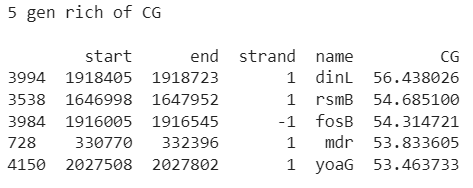 5 gen rich of CG
start end strand name CG
3994 1918405 1918723 1 dinL 56.438026
3538 1646998 1647952 1 rsmB 54.685100
3984 1916005 1916545 -1 fosB 54.314721
728 330770 332396 1 mdr 53.833605
4150 2027508 2027802 1 yoaG 53.463733